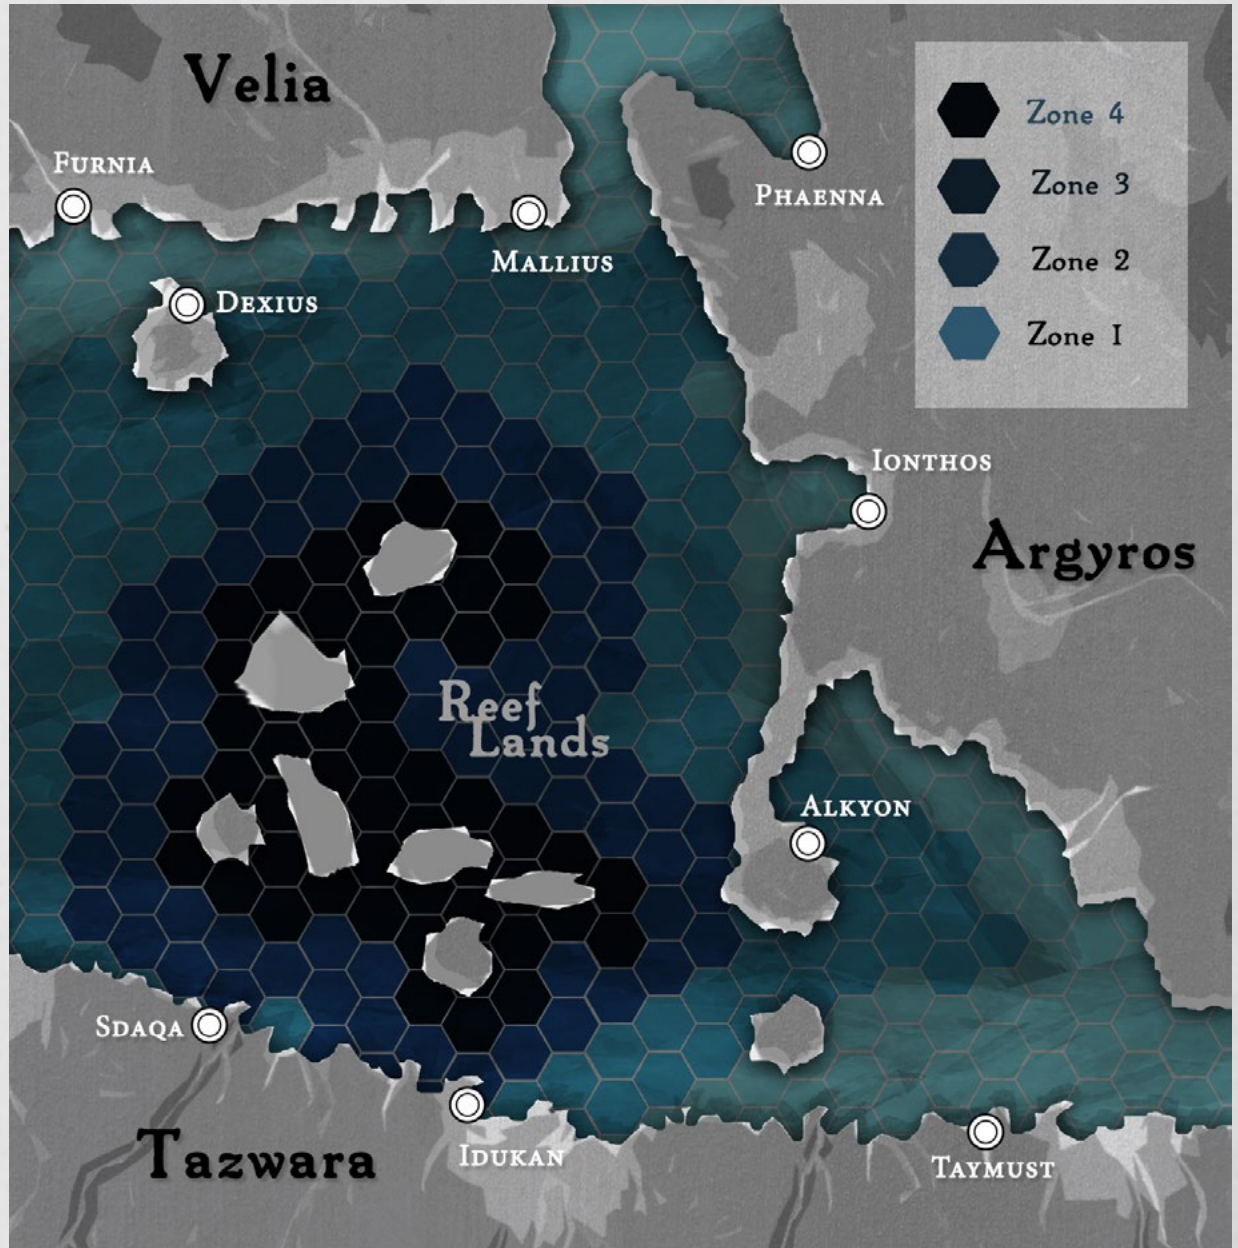 Velia
Furnia
Mallius
Dexius
Phaenna
Zone 4
Zone 3
Zone 2
Zone 1
Ionthos
Argyros
Reef
Lands
Alkyon
Sdaqa
Tazwara
Idukan
Taymust